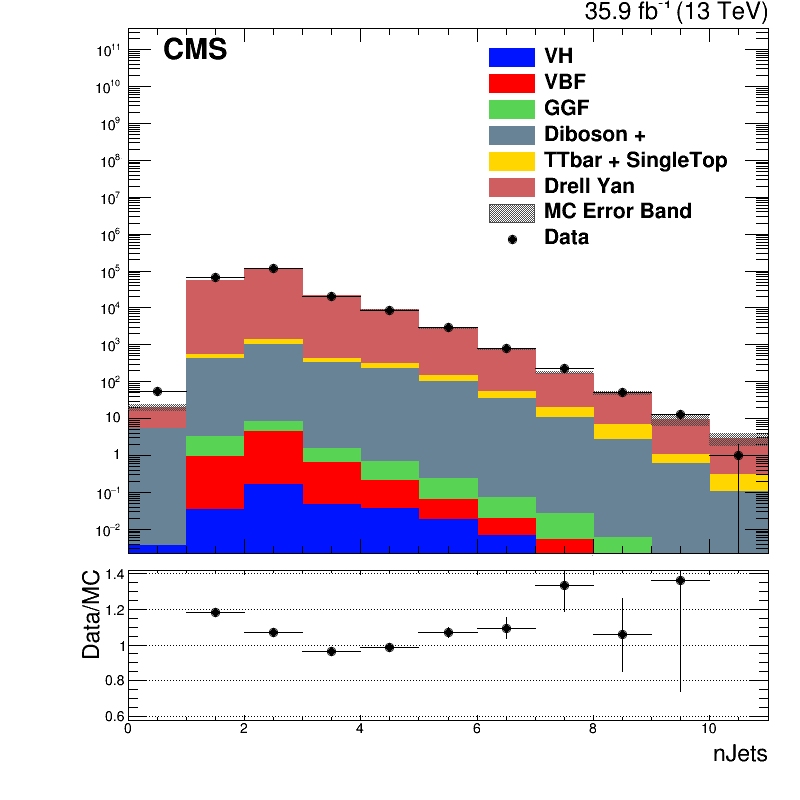 35.9 fb⁻¹ (13 TeV)
CMS
VH
VBF
GGF
Diboson +
TTbar + SingleTop
Drell Yan
MC Error Band
Data
10¹¹
10¹⁰
10⁹
10⁸
10⁷
10⁶
10⁵
10⁴
10³
10²
10
1
10⁻¹
10⁻²
Data/MC
1.4
1.2
1
0.8
0.6
0 2 4 6 8 10
nJets